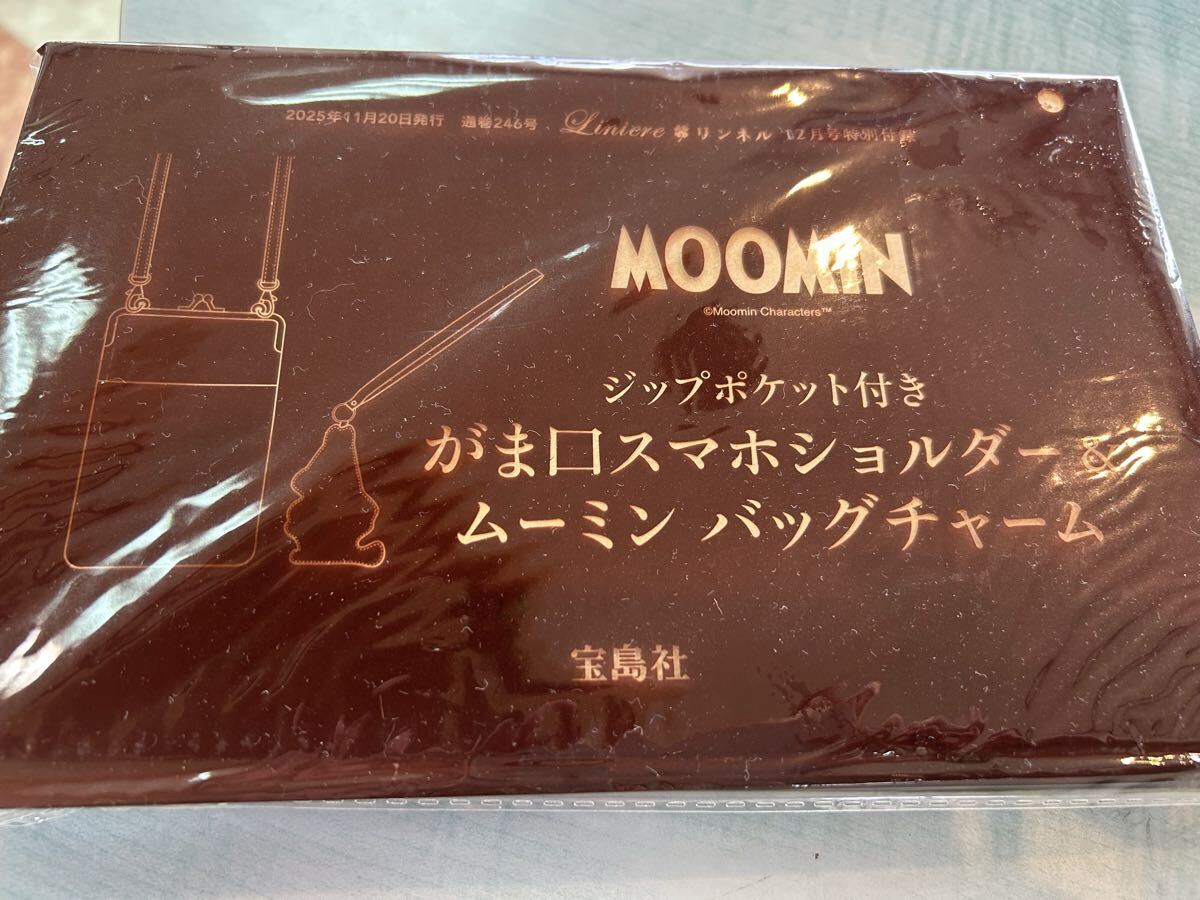 2025年11月20日発行 通巻246号 Liniere リンネル 12月号特別付録
MOOMIN
©Moomin Characters™
ジップポケット付き
がま口スマホショルダー &
ムーミン バッグチャーム
宝島社